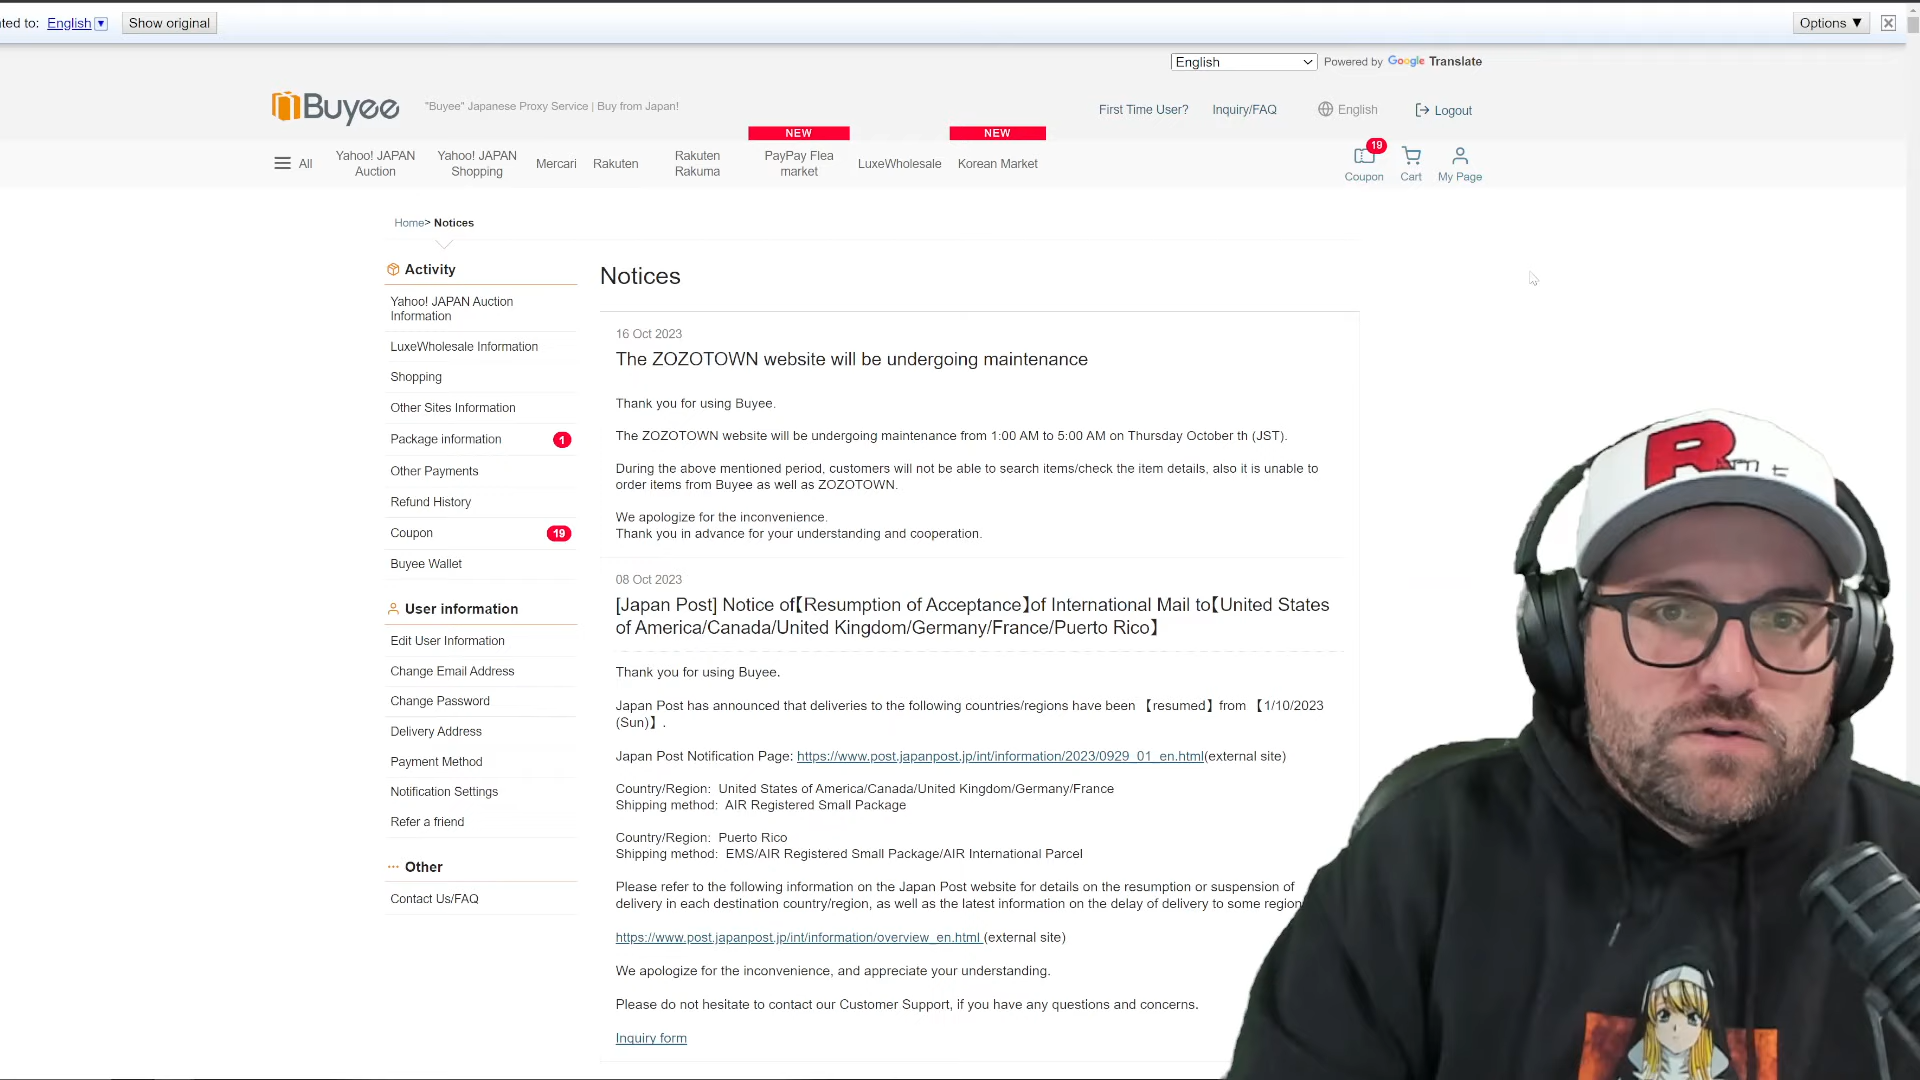 ted to: English ▼ Show original Options ▼
English Powered by Google Translate
Buyee "Buyee" Japanese Proxy Service | Buy from Japan! First Time User? Inquiry/FAQ English Logout
NEW NEW
All Yahoo! JAPAN Auction Yahoo! JAPAN Shopping Mercari Rakuten Rakuten Rakuma PayPay Flea market LuxeWholesale Korean Market
19
Coupon Cart My Page
Home> Notices
Activity
Yahoo! JAPAN Auction
Information
LuxeWholesale Information
Shopping
Other Sites Information
Package information 1
Other Payments
Refund History
Coupon 19
Buyee Wallet
User information
Edit User Information
Change Email Address
Change Password
Delivery Address
Payment Method
Notification Settings
Refer a friend
Other
Contact Us/FAQ
Notices
16 Oct 2023
The ZOZOTOWN website will be undergoing maintenance
Thank you for using Buyee.
The ZOZOTOWN website will be undergoing maintenance from 1:00 AM to 5:00 AM on Thursday October th (JST).
During the above mentioned period, customers will not be able to search items/check the item details, also it is unable to
order items from Buyee as well as ZOZOTOWN.
We apologize for the inconvenience.
Thank you in advance for your understanding and cooperation.
08 Oct 2023
[Japan Post] Notice of【Resumption of Acceptance】of International Mail to【United States
of America/Canada/United Kingdom/Germany/France/Puerto Rico】
Thank you for using Buyee.
Japan Post has announced that deliveries to the following countries/regions have been 【resumed】from 【1/10/2023
(Sun)】.
Japan Post Notification Page: https://www.post.japanpost.jp/int/information/2023/0929_01_en.html(external site)
Country/Region: United States of America/Canada/United Kingdom/Germany/France
Shipping method: AIR Registered Small Package
Country/Region: Puerto Rico
Shipping method: EMS/AIR Registered Small Package/AIR International Parcel
Please refer to the following information on the Japan Post website for details on the resumption or suspension of
delivery in each destination country/region, as well as the latest information on the delay of delivery to some region
https://www.post.japanpost.jp/int/information/overview_en.html (external site)
We apologize for the inconvenience, and appreciate your understanding.
Please do not hesitate to contact our Customer Support, if you have any questions and concerns.
Inquiry form
R